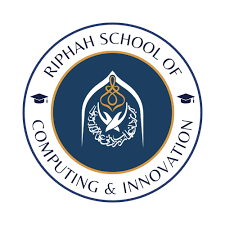 RIPHAH SCHOOL OF
COMPUTING & INNOVATION